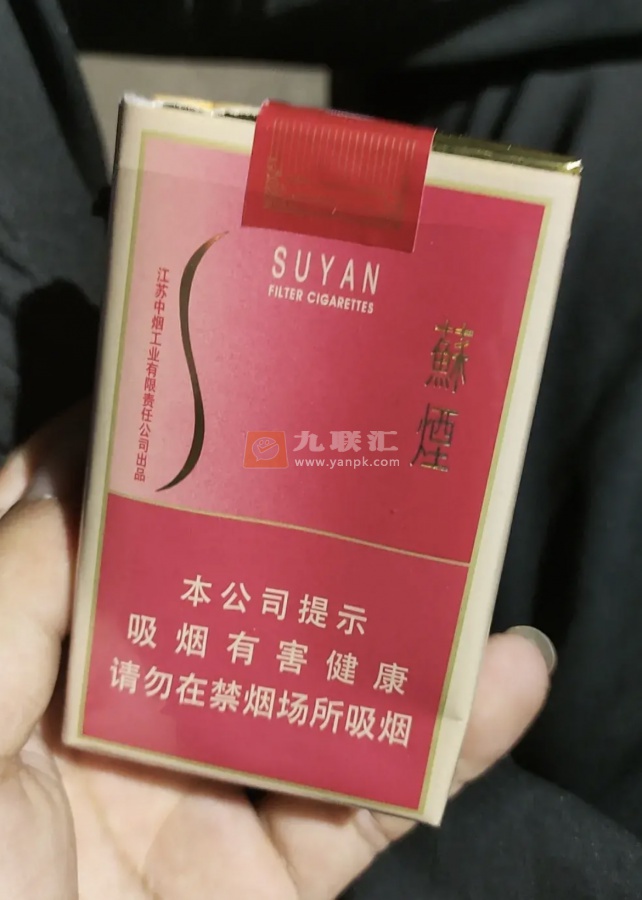 SUYAN
FILTER CIGARETTES
蘇煙
江苏中烟工业有限责任公司出品
九联汇
www.yanpk.com
本公司提示
吸烟有害健康
请勿在禁烟场所吸烟